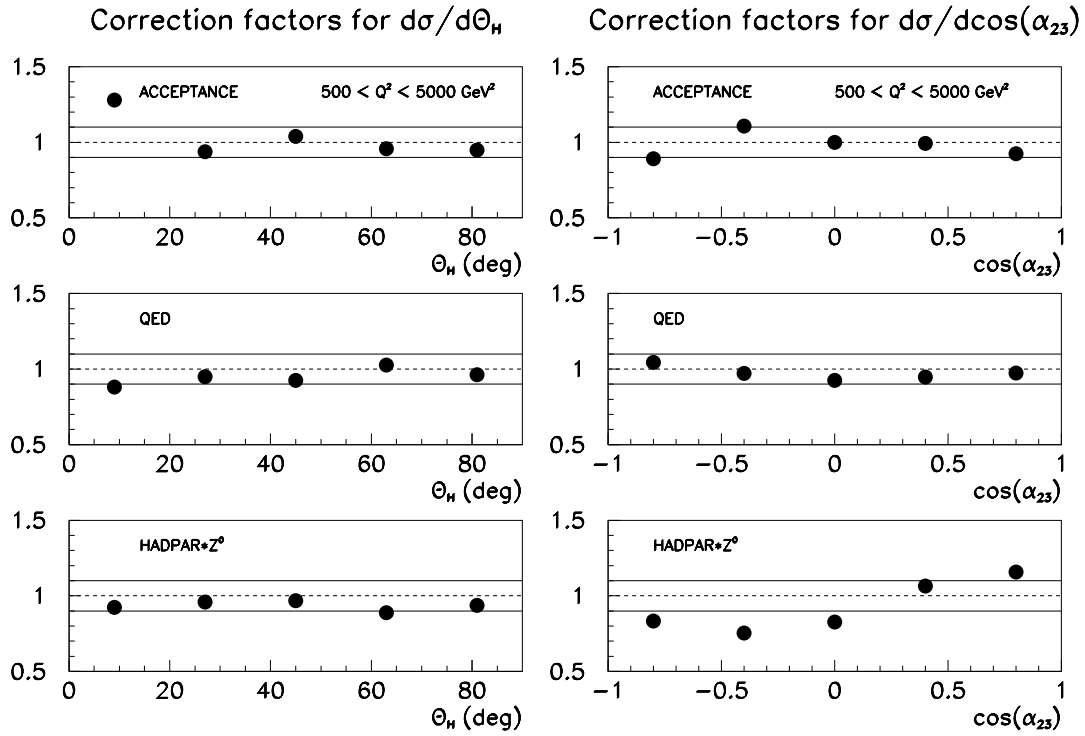 Correction factors for dσ/dΘ_H
Correction factors for dσ/dcos(α₂₃)
1.5
1
0.5
ACCEPTANCE 500 < Q² < 5000 GeV²
0 20 40 60 80
Θ_H (deg)
1.5
1
0.5
ACCEPTANCE 500 < Q² < 5000 GeV²
−1 −0.5 0 0.5 1
cos(α₂₃)
1.5
1
0.5
QED
0 20 40 60 80
Θ_H (deg)
1.5
1
0.5
QED
−1 −0.5 0 0.5 1
cos(α₂₃)
1.5
1
0.5
HADPAR*Z⁰
0 20 40 60 80
Θ_H (deg)
1.5
1
0.5
HADPAR*Z⁰
−1 −0.5 0 0.5 1
cos(α₂₃)